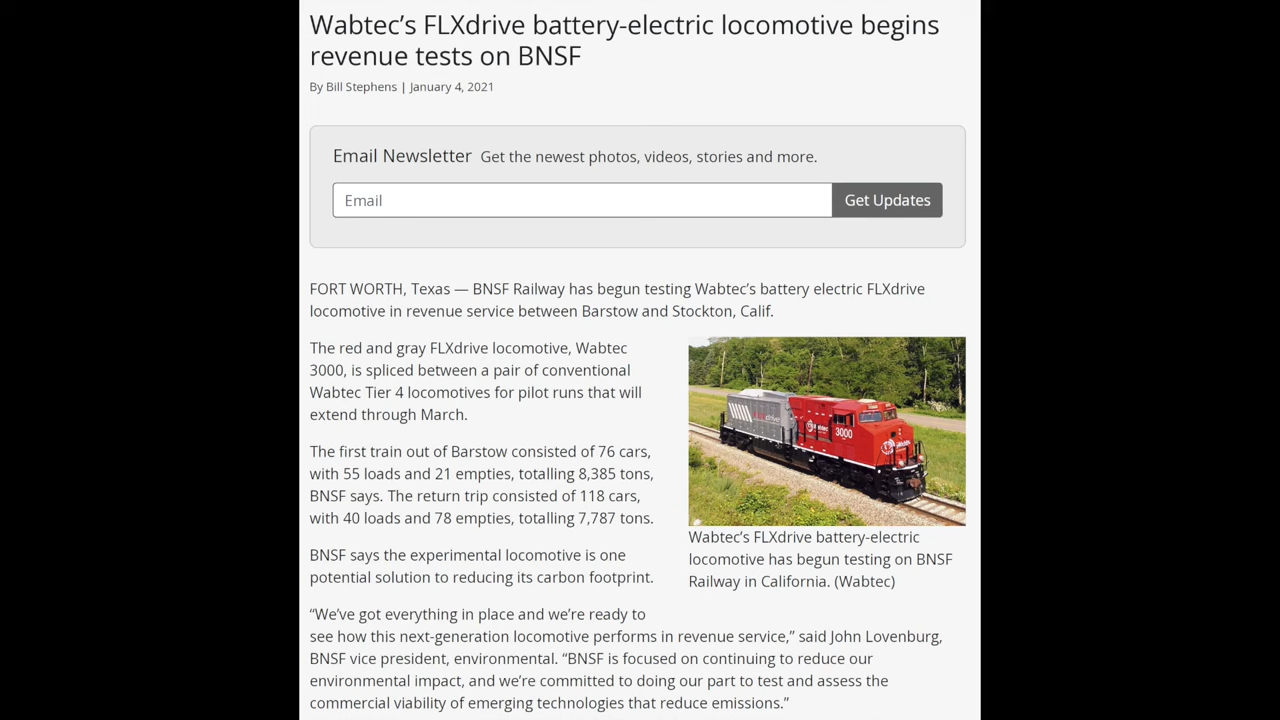 Wabtec’s FLXdrive battery-electric locomotive begins
revenue tests on BNSF
By Bill Stephens | January 4, 2021
Email Newsletter Get the newest photos, videos, stories and more.
Email
Get Updates
FORT WORTH, Texas — BNSF Railway has begun testing Wabtec’s battery electric FLXdrive
locomotive in revenue service between Barstow and Stockton, Calif.
The red and gray FLXdrive locomotive, Wabtec
3000, is spliced between a pair of conventional
Wabtec Tier 4 locomotives for pilot runs that will
extend through March.
The first train out of Barstow consisted of 76 cars,
with 55 loads and 21 empties, totalling 8,385 tons,
BNSF says. The return trip consisted of 118 cars,
with 40 loads and 78 empties, totalling 7,787 tons.
BNSF says the experimental locomotive is one
potential solution to reducing its carbon footprint.
3000
Wabtec’s FLXdrive battery-electric
locomotive has begun testing on BNSF
Railway in California. (Wabtec)
“We’ve got everything in place and we’re ready to
see how this next-generation locomotive performs in revenue service,” said John Lovenburg,
BNSF vice president, environmental. “BNSF is focused on continuing to reduce our
environmental impact, and we’re committed to doing our part to test and assess the
commercial viability of emerging technologies that reduce emissions.”